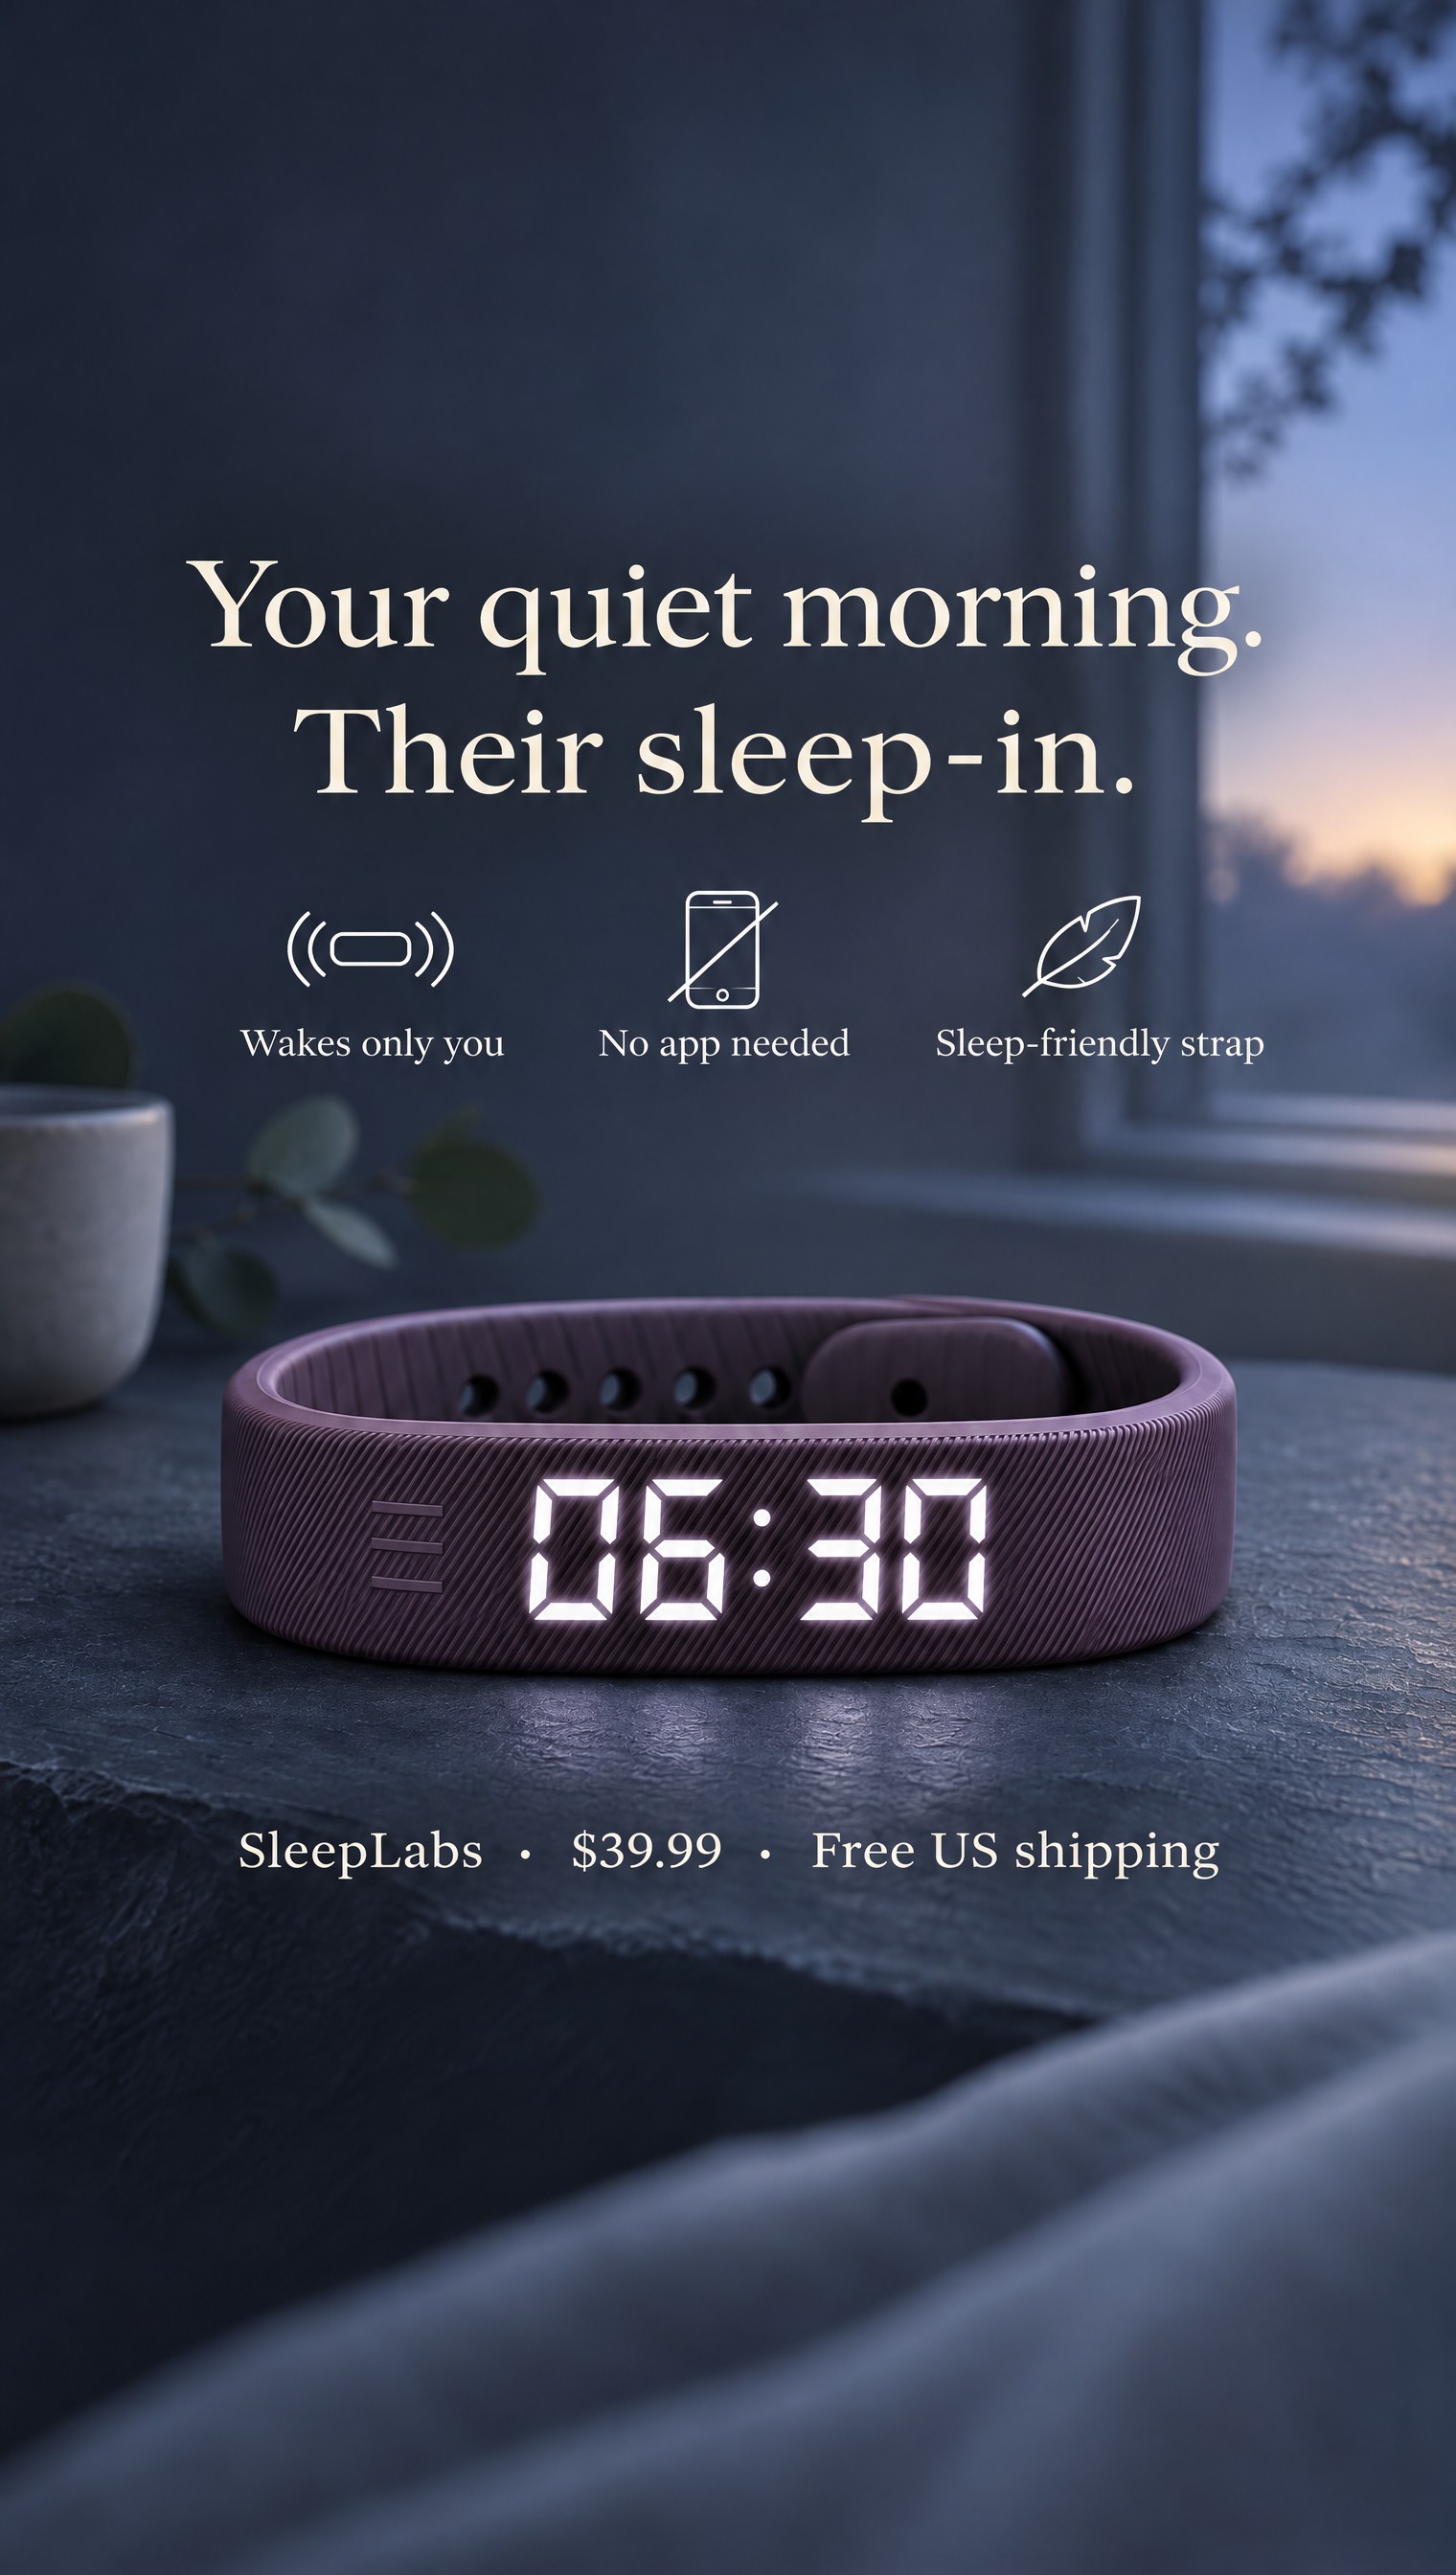 Your quiet morning.
Their sleep-in.
Wakes only you
No app needed
Sleep-friendly strap
06:30
SleepLabs · $39.99 · Free US shipping